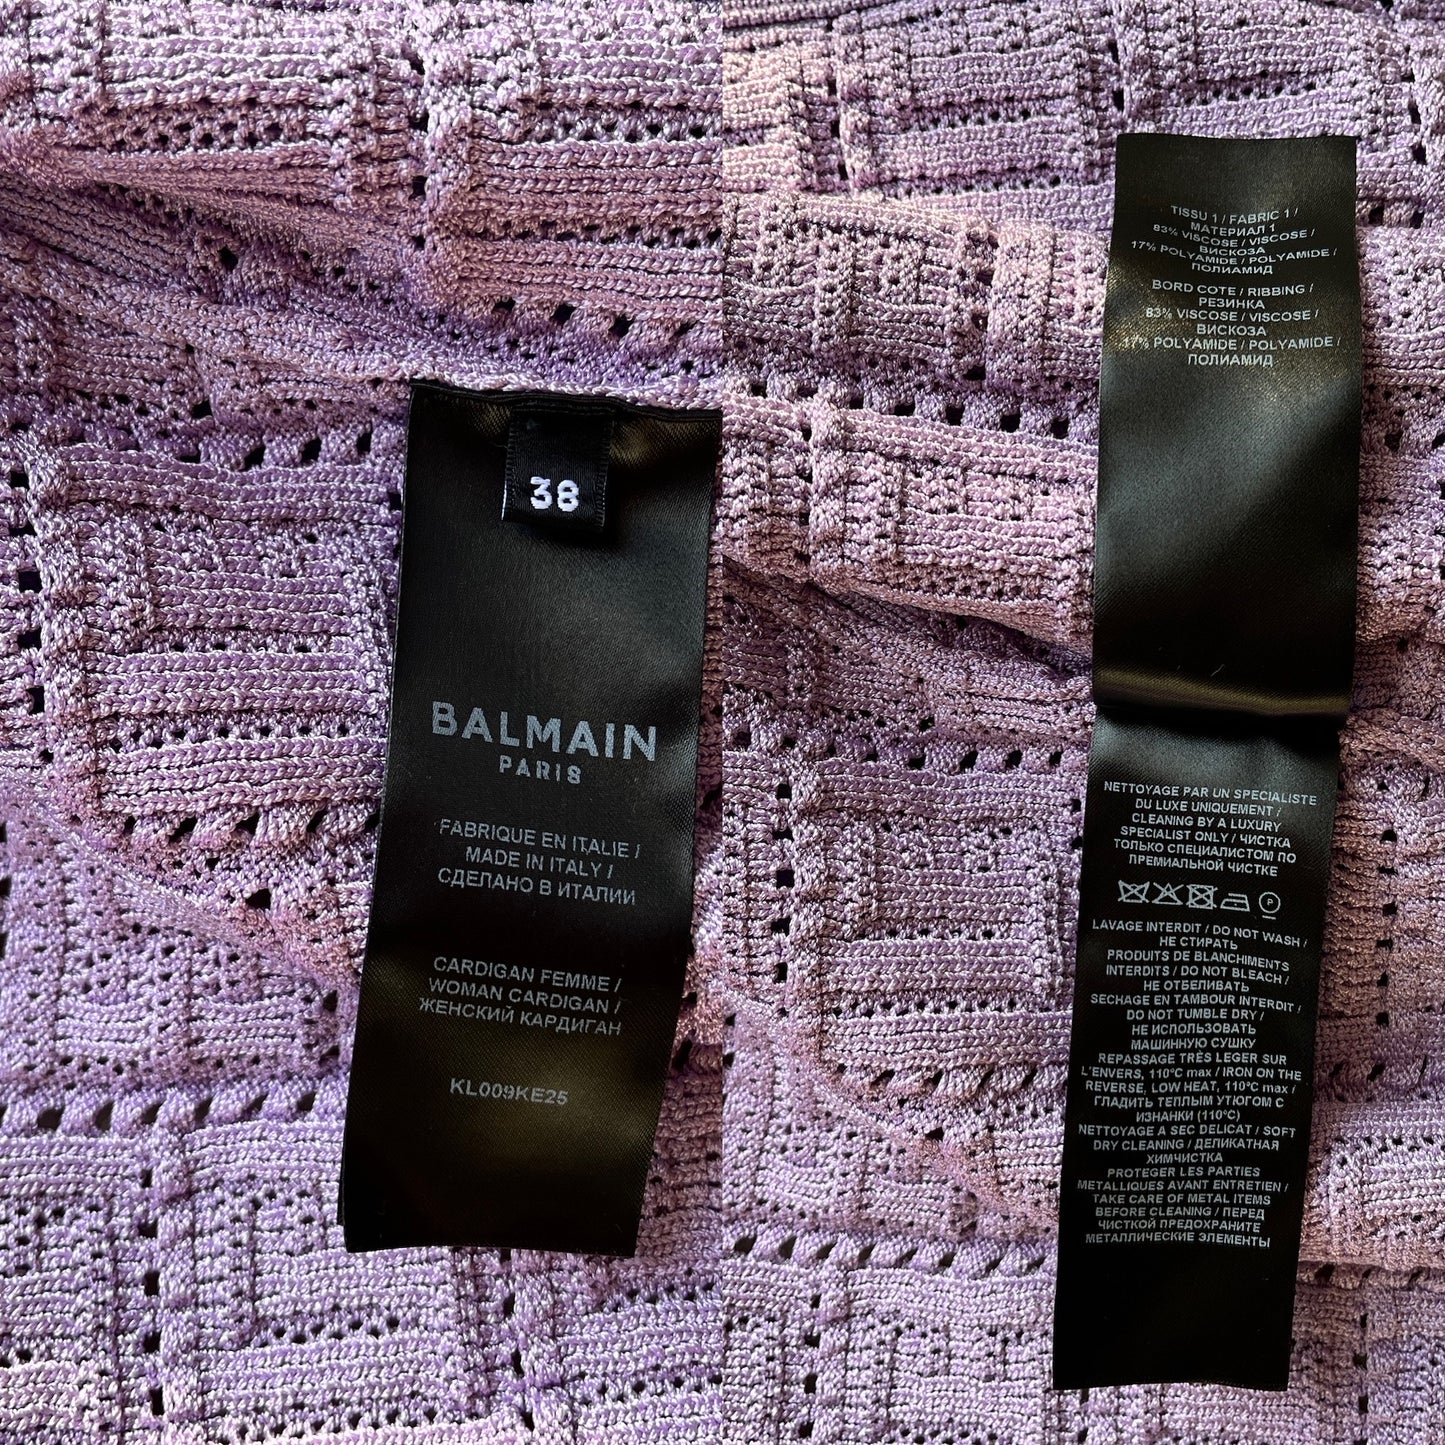 38
BALMAIN
PARIS
FABRIQUE EN ITALIE /
MADE IN ITALY /
СДЕЛАНО В ИТАЛИИ
CARDIGAN FEMME /
WOMAN CARDIGAN /
ЖЕНСКИЙ КАРДИГАН
KL009KE25
TISSU 1 / FABRIC 1 /
МАТЕРИАЛ 1
83% VISCOSE / VISCOSE /
ВИСКОЗА
17% POLYAMIDE / POLYAMIDE /
ПОЛИАМИД
BORD COTE / RIBBING /
РЕЗИНКА
83% VISCOSE / VISCOSE /
ВИСКОЗА
17% POLYAMIDE / POLYAMIDE /
ПОЛИАМИД
NETTOYAGE PAR UN SPECIALISTE
DU LUXE UNIQUEMENT /
CLEANING BY A LUXURY
SPECIALIST ONLY / ЧИСТКА
ТОЛЬКО СПЕЦИАЛИСТОМ ПО
ПРЕМИАЛЬНОЙ ЧИСТКЕ
P
LAVAGE INTERDIT / DO NOT WASH /
НЕ СТИРАТЬ
PRODUITS DE BLANCHIMENTS
INTERDITS / DO NOT BLEACH /
НЕ ОТБЕЛИВАТЬ
SECHAGE EN TAMBOUR INTERDIT /
DO NOT TUMBLE DRY /
НЕ ИСПОЛЬЗОВАТЬ
МАШИННУЮ СУШКУ
REPASSAGE TRÈS LEGER SUR
L'ENVERS, 110°C max / IRON ON THE
REVERSE, LOW HEAT, 110°C max /
ГЛАДИТЬ ТЕПЛЫМ УТЮГОМ С
ИЗНАНКИ (110°C)
NETTOYAGE A SEC DELICAT / SOFT
DRY CLEANING / ДЕЛИКАТНАЯ
ХИМЧИСТКА
PROTEGER LES PARTIES
METALLIQUES AVANT ENTRETIEN /
TAKE CARE OF METAL ITEMS
BEFORE CLEANING / ПЕРЕД
ЧИСТКОЙ ПРЕДОХРАНИТЕ
МЕТАЛЛИЧЕСКИЕ ЭЛЕМЕНТЫ